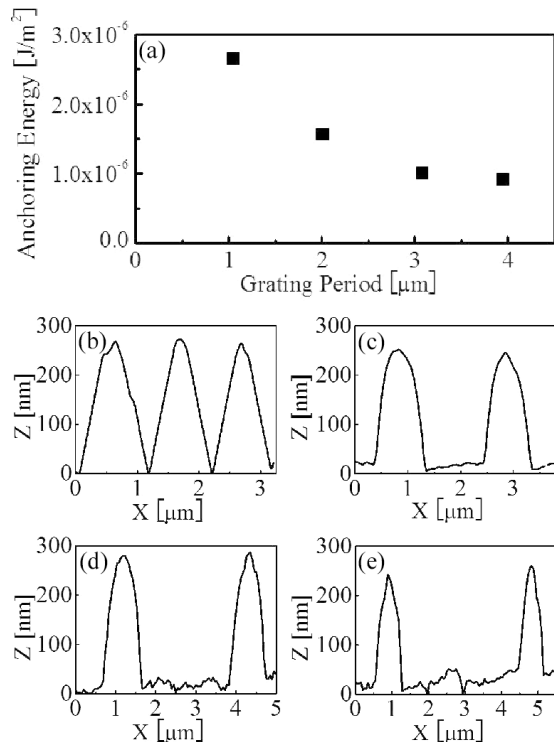 (a)
Anchoring Energy [J/m²]
3.0x10⁻⁶
2.0x10⁻⁶
1.0x10⁻⁶
0.0
0 1 2 3 4
Grating Period [μm]
(b)
Z [nm]
300
200
100
0
0 1 2 3
X [μm]
(c)
Z [nm]
300
200
100
0
0 1 2 3
X [μm]
(d)
Z [nm]
300
200
100
0
0 1 2 3 4 5
X [μm]
(e)
Z [nm]
300
200
100
0
0 1 2 3 4 5
X [μm]